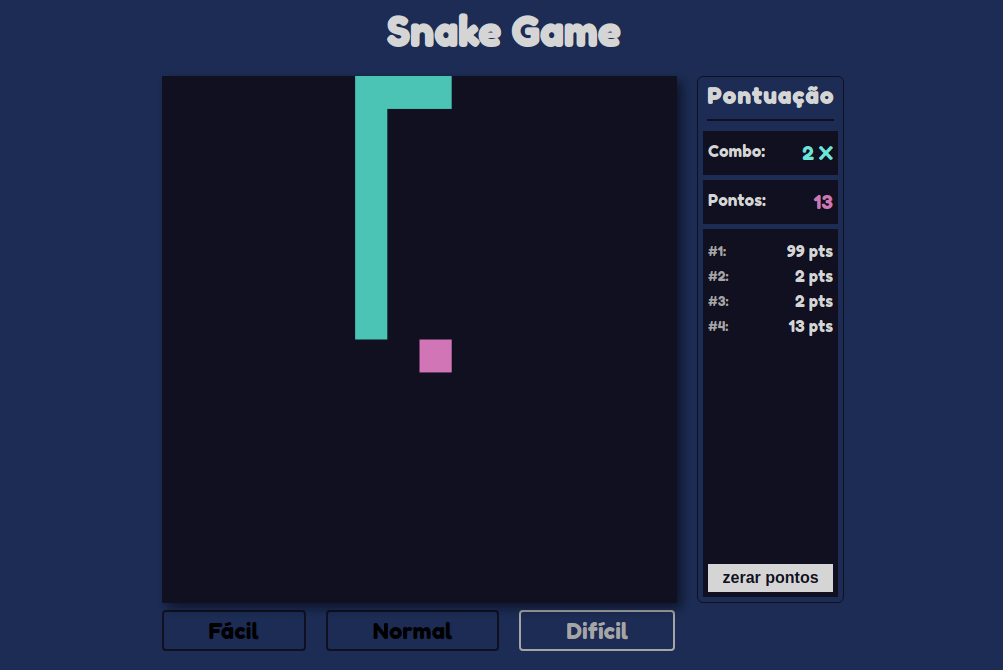 Snake Game
Pontuação
Combo: 2 X
Pontos: 13
#1: 99 pts
#2: 2 pts
#3: 2 pts
#4: 13 pts
zerar pontos
Fácil Normal Difícil